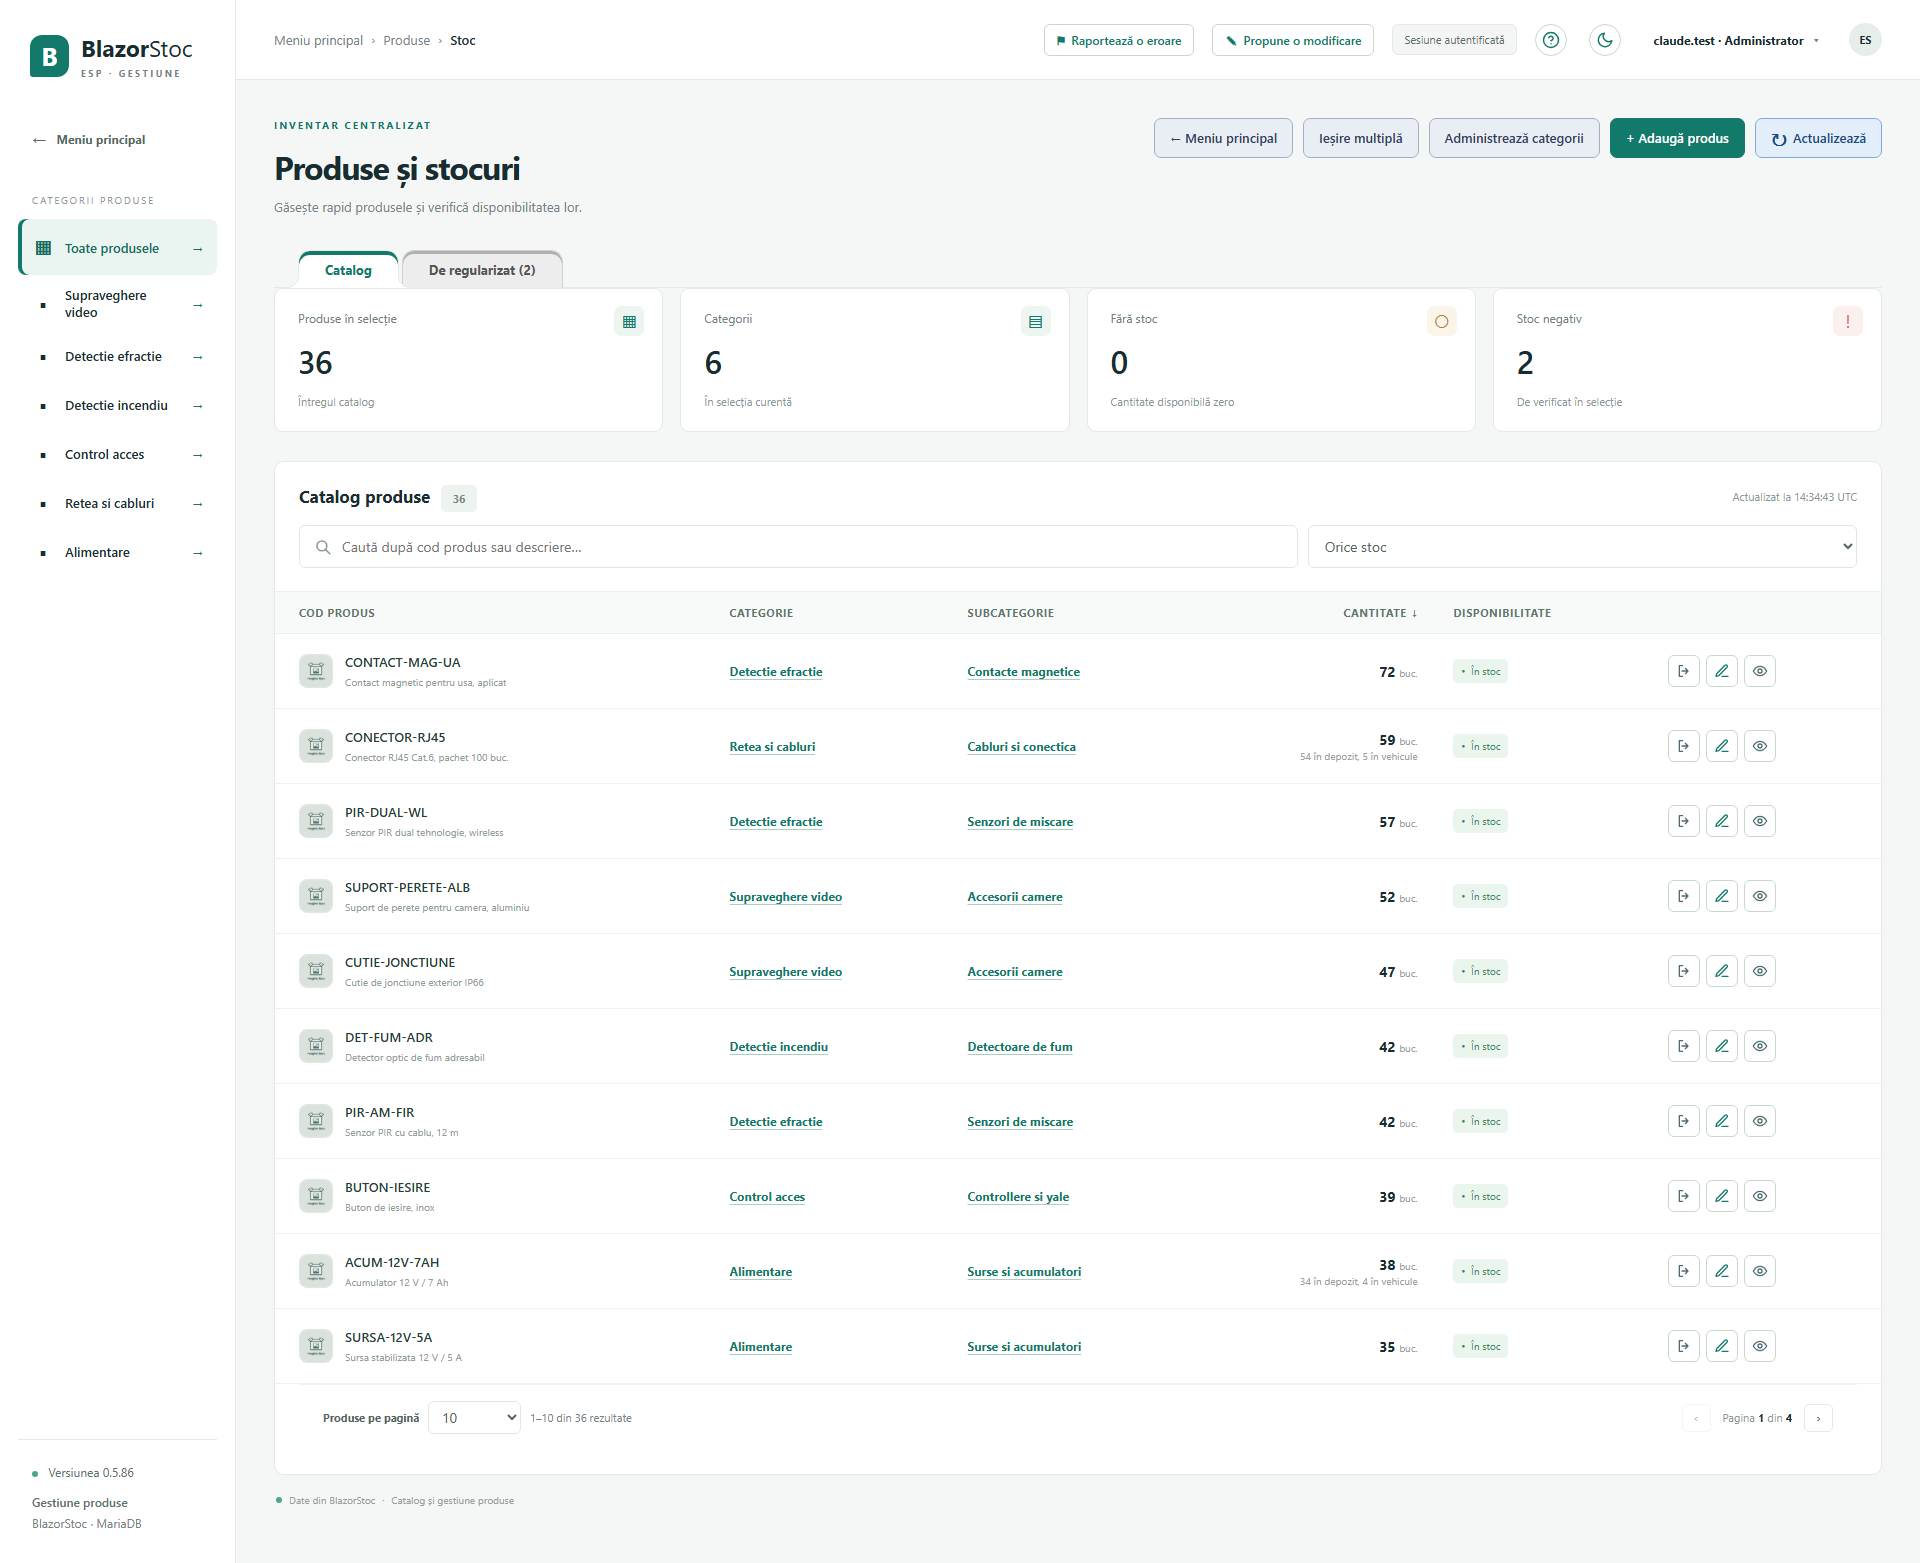 B
BlazorStoc
ESP · GESTIUNE
← Meniu principal
CATEGORII PRODUSE
Toate produsele →
Supraveghere
video →
Detectie efractie →
Detectie incendiu →
Control acces →
Retea si cabluri →
Alimentare →
Versiunea 0.5.86
Gestiune produse
BlazorStoc · MariaDB
Meniu principal › Produse › Stoc
Raportează o eroare
Propune o modificare
Sesiune autentificată
claude.test · Administrator
ES
INVENTAR CENTRALIZAT
Produse și stocuri
Găsește rapid produsele și verifică disponibilitatea lor.
← Meniu principal
Ieșire multiplă
Administrează categorii
+ Adaugă produs
↻ Actualizează
Catalog
De regularizat (2)
Produse în selecție
36
Întregul catalog
Categorii
6
În selecția curentă
Fără stoc
0
Cantitate disponibilă zero
Stoc negativ
!
2
De verificat în selecție
Catalog produse 36
Actualizat la 14:34:43 UTC
Caută după cod produs sau descriere...
Orice stoc
COD PRODUS CATEGORIE SUBCATEGORIE CANTITATE ↓ DISPONIBILITATE
CONTACT-MAG-UA
Contact magnetic pentru usa, aplicat
Detectie efractie
Contacte magnetice
72 buc.
• În stoc
CONECTOR-RJ45
Conector RJ45 Cat.6, pachet 100 buc.
Retea si cabluri
Cabluri si conectica
59 buc.
54 în depozit, 5 în vehicule
• În stoc
PIR-DUAL-WL
Senzor PIR dual tehnologie, wireless
Detectie efractie
Senzori de miscare
57 buc.
• În stoc
SUPORT-PERETE-ALB
Suport de perete pentru camera, aluminiu
Supraveghere video
Accesorii camere
52 buc.
• În stoc
CUTIE-JONCTIUNE
Cutie de jonctiune exterior IP66
Supraveghere video
Accesorii camere
47 buc.
• În stoc
DET-FUM-ADR
Detector optic de fum adresabil
Detectie incendiu
Detectoare de fum
42 buc.
• În stoc
PIR-AM-FIR
Senzor PIR cu cablu, 12 m
Detectie efractie
Senzori de miscare
42 buc.
• În stoc
BUTON-IESIRE
Buton de iesire, inox
Control acces
Controllere si yale
39 buc.
• În stoc
ACUM-12V-7AH
Acumulator 12 V / 7 Ah
Alimentare
Surse si acumulatori
38 buc.
34 în depozit, 4 în vehicule
• În stoc
SURSA-12V-5A
Sursa stabilizata 12 V / 5 A
Alimentare
Surse si acumulatori
35 buc.
• În stoc
Produse pe pagină 10 1–10 din 36 rezultate
‹ Pagina 1 din 4 ›
Date din BlazorStoc · Catalog și gestiune produse